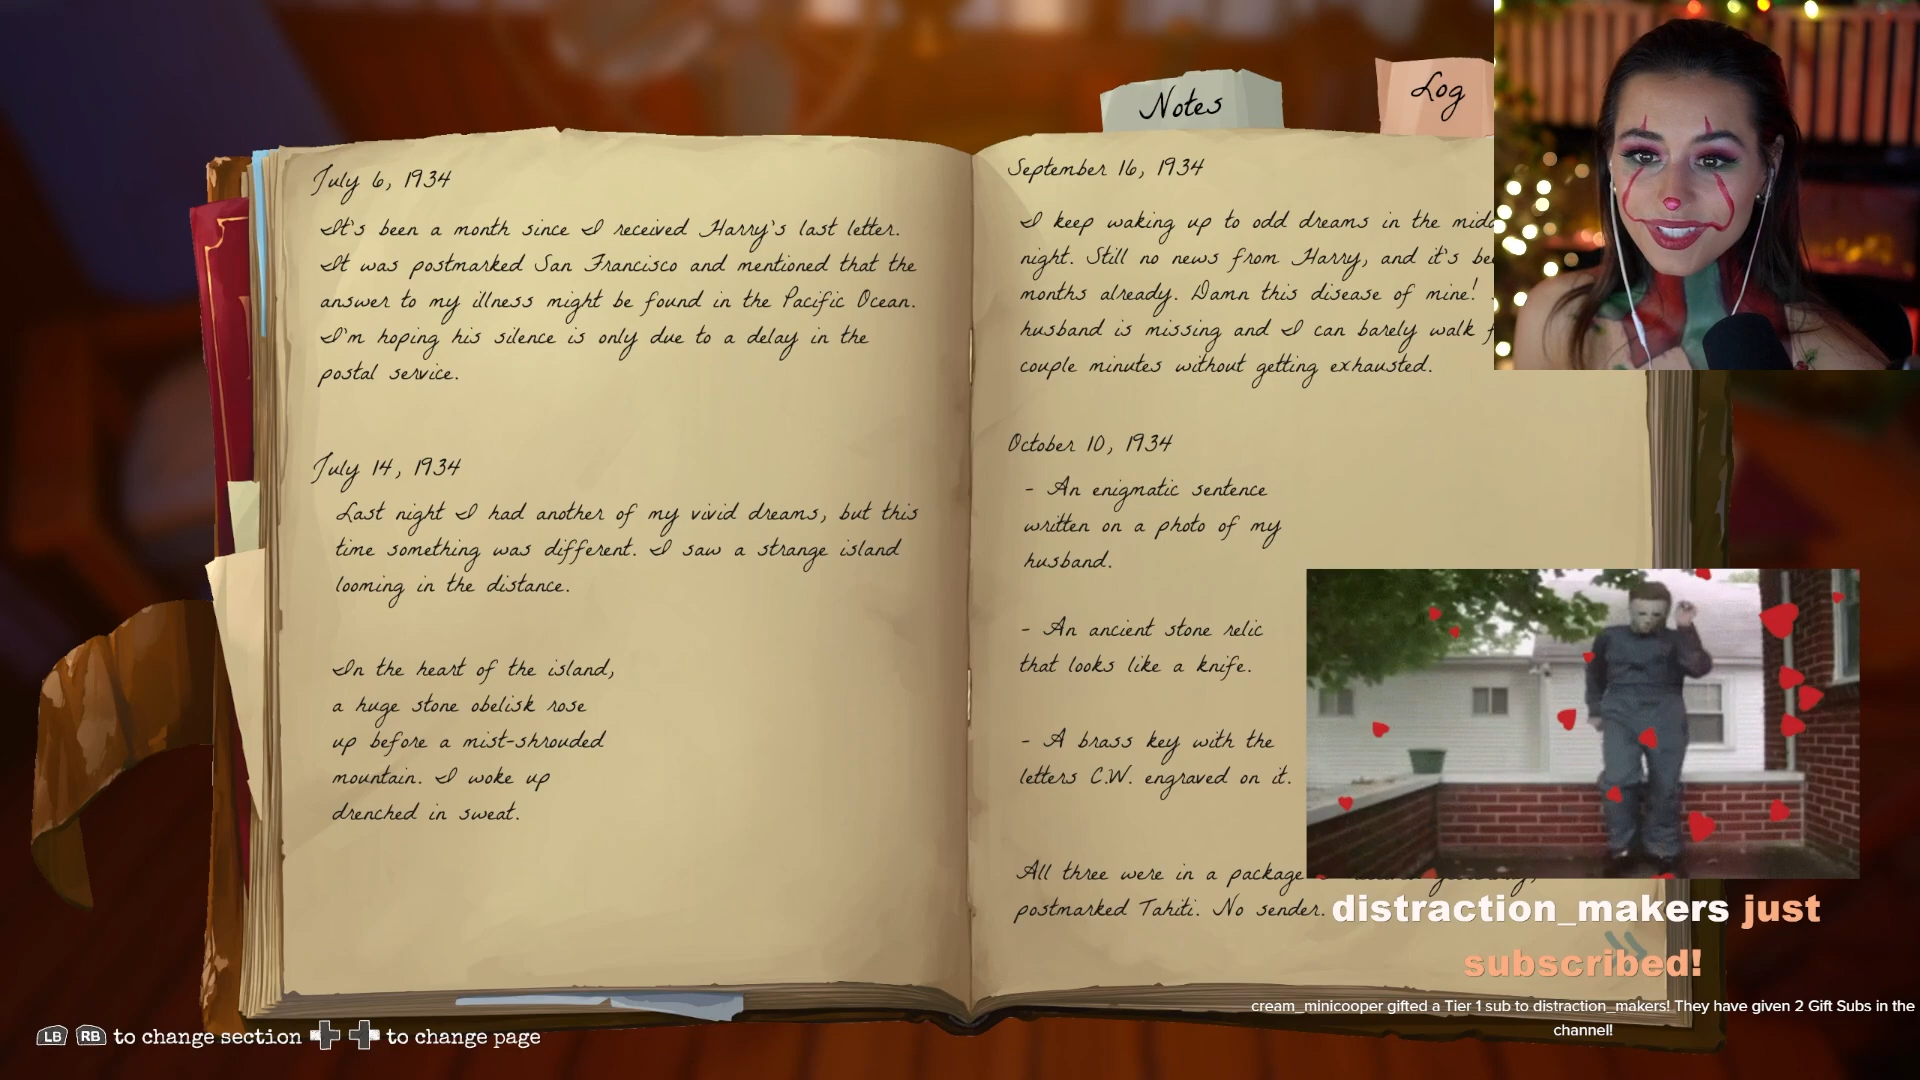 Notes
Log
July 6, 1934
It's been a month since I received Harry's last letter.
It was postmarked San Francisco and mentioned that the
answer to my illness might be found in the Pacific Ocean.
I'm hoping his silence is only due to a delay in the
postal service.
July 14, 1934
Last night I had another of my vivid dreams, but this
time something was different. I saw a strange island
looming in the distance.
In the heart of the island,
a huge stone obelisk rose
up before a mist-shrouded
mountain. I woke up
drenched in sweat.
September 16, 1934
I keep waking up to odd dreams in the
night. Still no news from Harry, and it's
months already. Damn this disease of mine!
husband is missing and I can barely walk
couple minutes without getting exhausted.
October 10, 1934
- An enigmatic sentence
written on a photo of my
husband.
- An ancient stone relic
that looks like a knife.
- A brass key with the
letters C.W. engraved on it.
All three were in a package
postmarked Tahiti. No sender.
distraction_makers just
subscribed!
cream_minicooper gifted a Tier 1 sub to distraction_makers! They have given 2 Gift Subs in the
channel!
LB RB to change section to change page